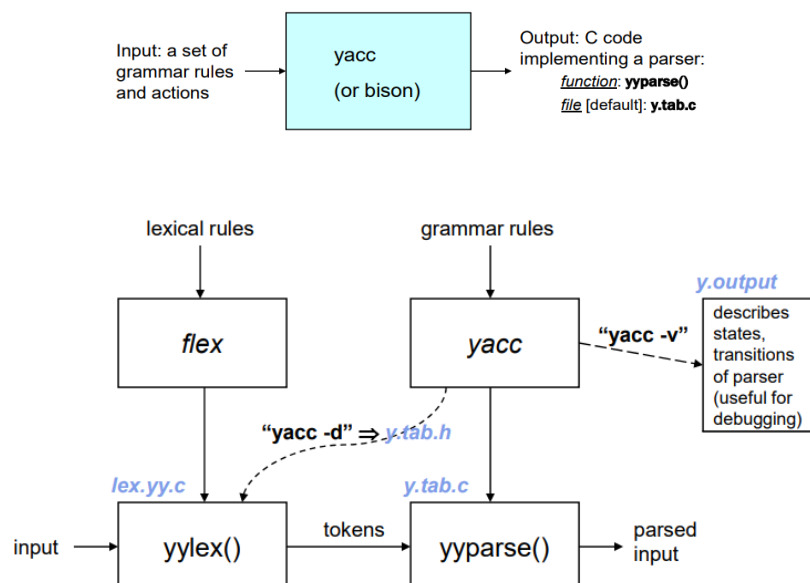 Input: a set of
grammar rules
and actions
yacc
(or bison)
Output: C code
implementing a parser:
function: yyparse()
file [default]: y.tab.c
lexical rules
grammar rules
y.output
flex
yacc
"yacc -v"
describes
states,
transitions
of parser
(useful for
debugging)
"yacc -d" ⇒ y.tab.h
lex.yy.c
y.tab.c
input
yylex()
tokens
yyparse()
parsed
input